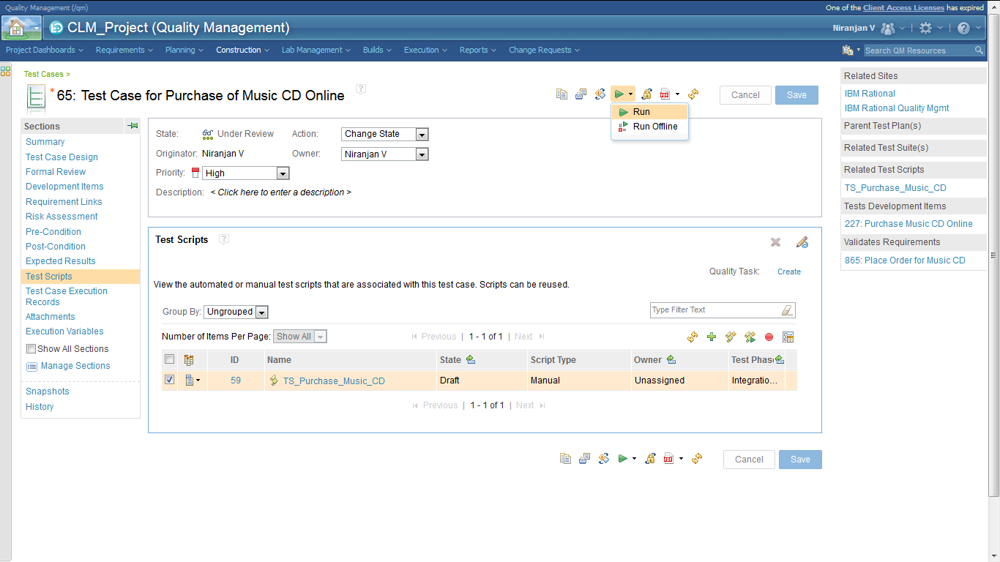 Quality Management (/qm)
One of the Client Access Licenses has expired
CLM_Project (Quality Management)
Niranjan V
Project Dashboards Requirements Planning Construction Lab Management Builds Execution Reports Change Requests
Search QM Resources
Test Cases >
* 65: Test Case for Purchase of Music CD Online
?
PDF
Cancel
Save
Run
Run Offline
Sections
Summary
Test Case Design
Formal Review
Development Items
Requirement Links
Risk Assessment
Pre-Condition
Post-Condition
Expected Results
Test Scripts
Test Case Execution
Records
Attachments
Execution Variables
Show All Sections
Manage Sections
Snapshots
History
State: Under Review Action: Change State
Originator: Niranjan V Owner: Niranjan V
Priority: High
Description: < Click here to enter a description >
Test Scripts ?
Quality Task: Create
View the automated or manual test scripts that are associated with this test case. Scripts can be reused.
Group By: Ungrouped
Type Filter Text
Number of Items Per Page: Show All
Previous | 1 - 1 of 1 | Next
ID Name State Script Type Owner Test Phase
59 TS_Purchase_Music_CD Draft Manual Unassigned Integratio...
Previous | 1 - 1 of 1 | Next
PDF
Cancel
Save
Related Sites
IBM Rational
IBM Rational Quality Mgmt
Parent Test Plan(s)
Related Test Suite(s)
Related Test Scripts
TS_Purchase_Music_CD
Tests Development Items
227: Purchase Music CD Online
Validates Requirements
865: Place Order for Music CD